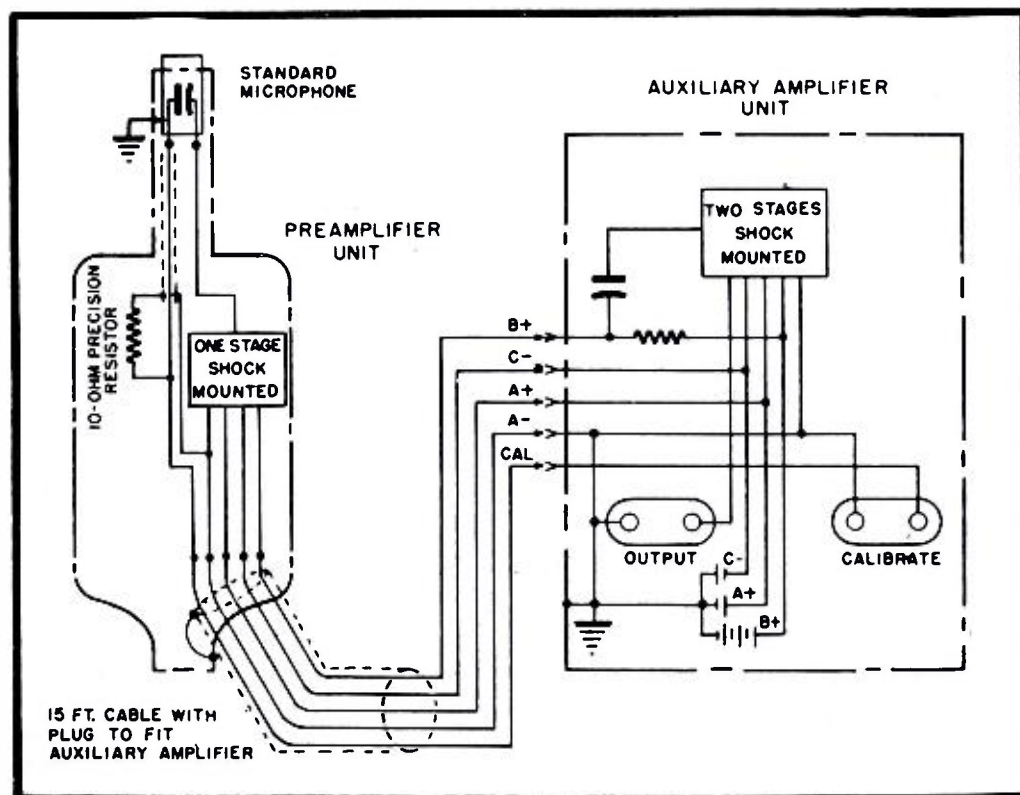 STANDARD
MICROPHONE
AUXILIARY AMPLIFIER
UNIT
PREAMPLIFIER
UNIT
TWO STAGES
SHOCK
MOUNTED
10-OHM PRECISION
RESISTOR
ONE STAGE
SHOCK
MOUNTED
B+
C-
A+
A-
CAL
OUTPUT
CALIBRATE
C-
A+
B+
15 FT. CABLE WITH
PLUG TO FIT
AUXILIARY AMPLIFIER